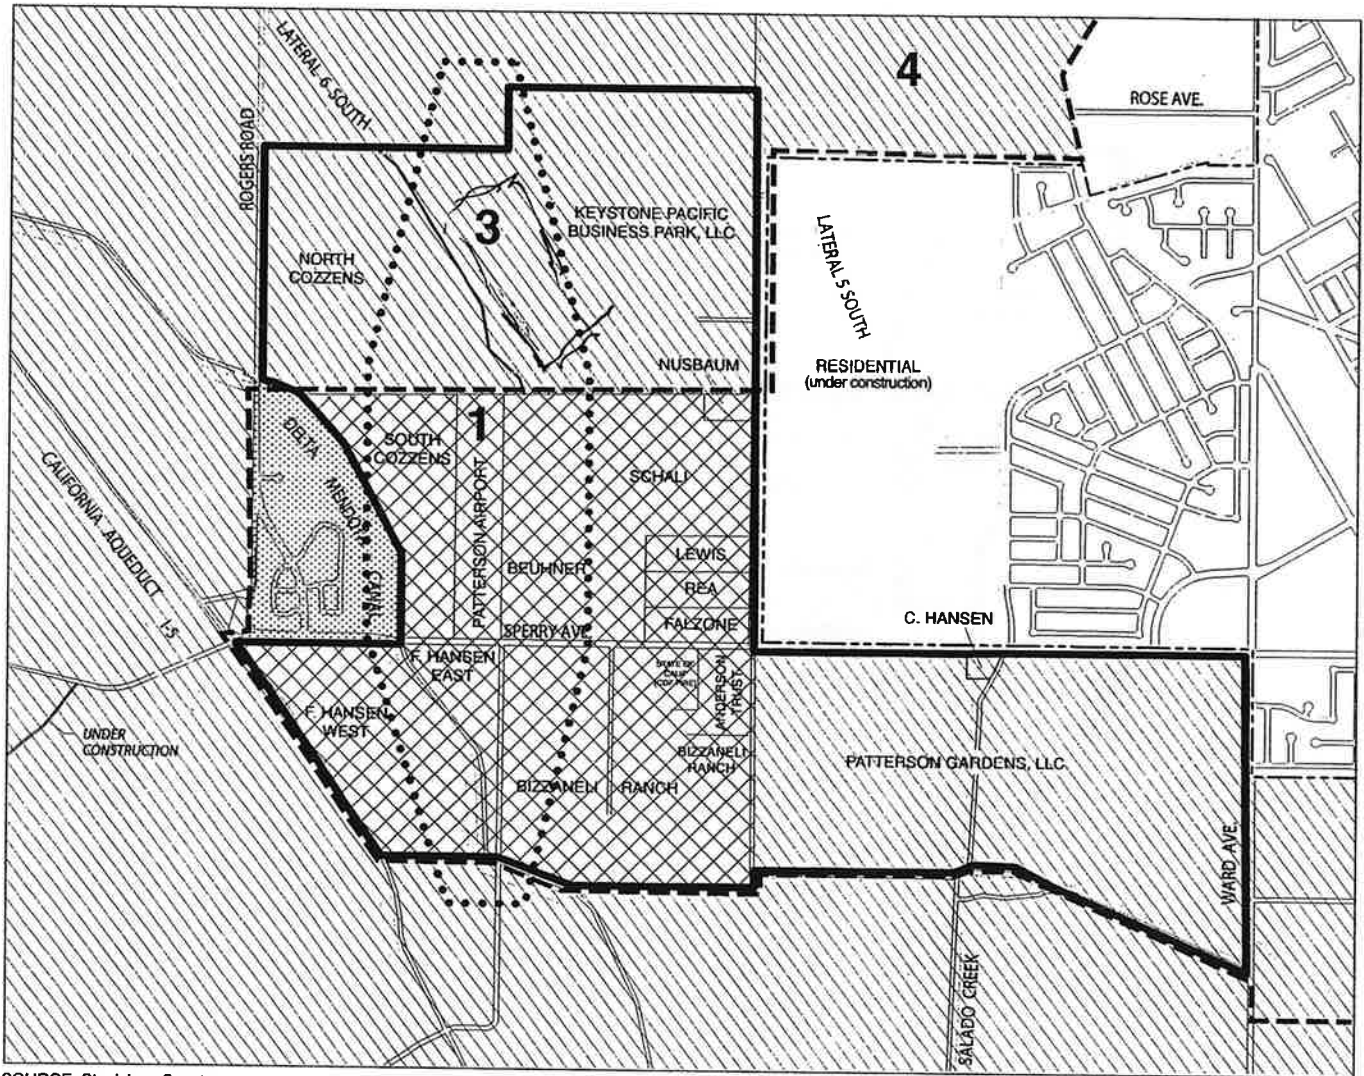 4
ROSE AVE.
LATERAL 6 SOUTH
ROGERS ROAD
3
KEYSTONE PACIFIC
BUSINESS PARK, LLC
NORTH
COZZENS
LATERAL 5 SOUTH
NUSBAUM
RESIDENTIAL
(under construction)
1
DELTA
MENDOTA
CANAL
SOUTH
COZZENS
PATTERSON AIRPORT
SCHALI
CALIFORNIA AQUEDUCT
I-5
BEUHNER
LEWIS
REA
FALZONE
C. HANSEN
SPERRY AVE.
F. HANSEN
EAST
STATE OF
CALIF
ANDERSON
TRUST
F. HANSEN
WEST
UNDER
CONSTRUCTION
BIZZANELI
RANCH
BIZZANELI RANCH
PATTERSON GARDENS, LLC
WARD AVE.
SALADO CREEK